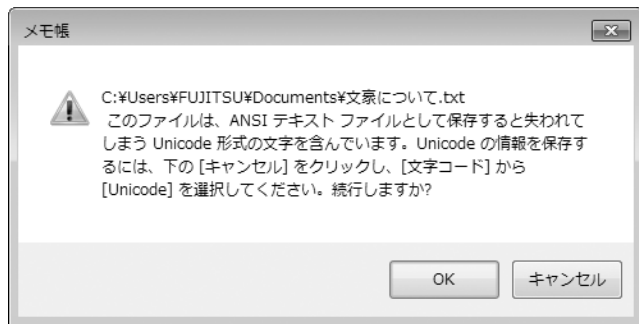 メモ帳
C:¥Users¥FUJITSU¥Documents¥文豪について.txt
このファイルは、ANSI テキスト ファイルとして保存すると失われて
しまう Unicode 形式の文字を含んでいます。Unicode の情報を保存す
るには、下の [キャンセル] をクリックし、[文字コード] から
[Unicode] を選択してください。続行しますか?
OK
キャンセル